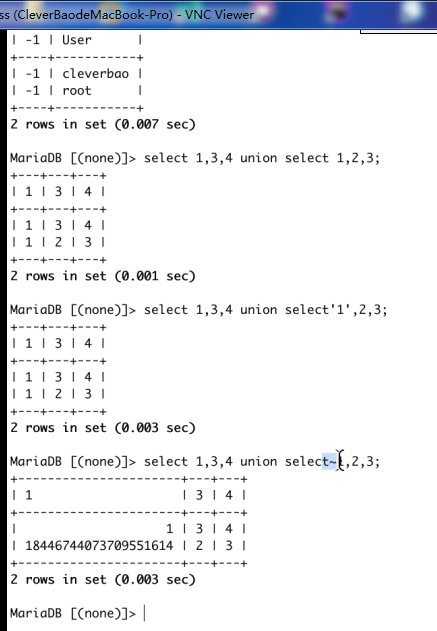 ss (CleverBaodeMacBook-Pro) - VNC Viewer
| -1 | User      |
+----+-----------+
| -1 | cleverbao |
| -1 | root      |
+----+-----------+
2 rows in set (0.007 sec)
MariaDB [(none)]> select 1,3,4 union select 1,2,3;
+---+---+---+
| 1 | 3 | 4 |
+---+---+---+
| 1 | 3 | 4 |
| 1 | 2 | 3 |
+---+---+---+
2 rows in set (0.001 sec)
MariaDB [(none)]> select 1,3,4 union select'1',2,3;
+---+---+---+
| 1 | 3 | 4 |
+---+---+---+
| 1 | 3 | 4 |
| 1 | 2 | 3 |
+---+---+---+
2 rows in set (0.003 sec)
MariaDB [(none)]> select 1,3,4 union select~1,2,3;
+----------------------+---+---+
| 1                    | 3 | 4 |
+----------------------+---+---+
|                    1 | 3 | 4 |
| 18446744073709551614 | 2 | 3 |
+----------------------+---+---+
2 rows in set (0.003 sec)
MariaDB [(none)]>